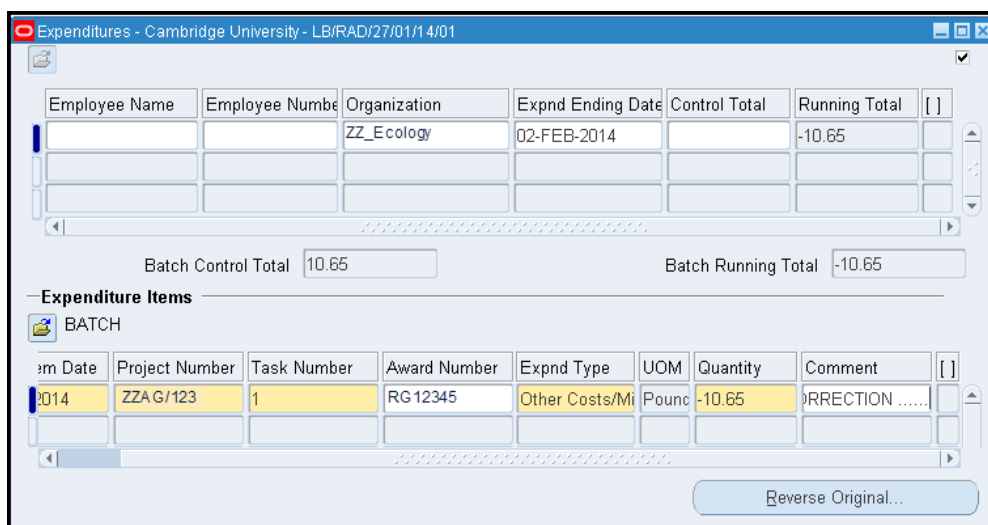 Expenditures - Cambridge University - LB/RAD/27/01/14/01
Employee Name Employee Numbe Organization Expnd Ending Date Control Total Running Total [ ]
ZZ_Ecology 02-FEB-2014 -10.65
Batch Control Total 10.65 Batch Running Total -10.65
Expenditure Items
BATCH
em Date Project Number Task Number Award Number Expnd Type UOM Quantity Comment [ ]
2014 ZZAG/123 1 RG12345 Other Costs/Mi Pounc -10.65 ORRECTION ......
Reverse Original...